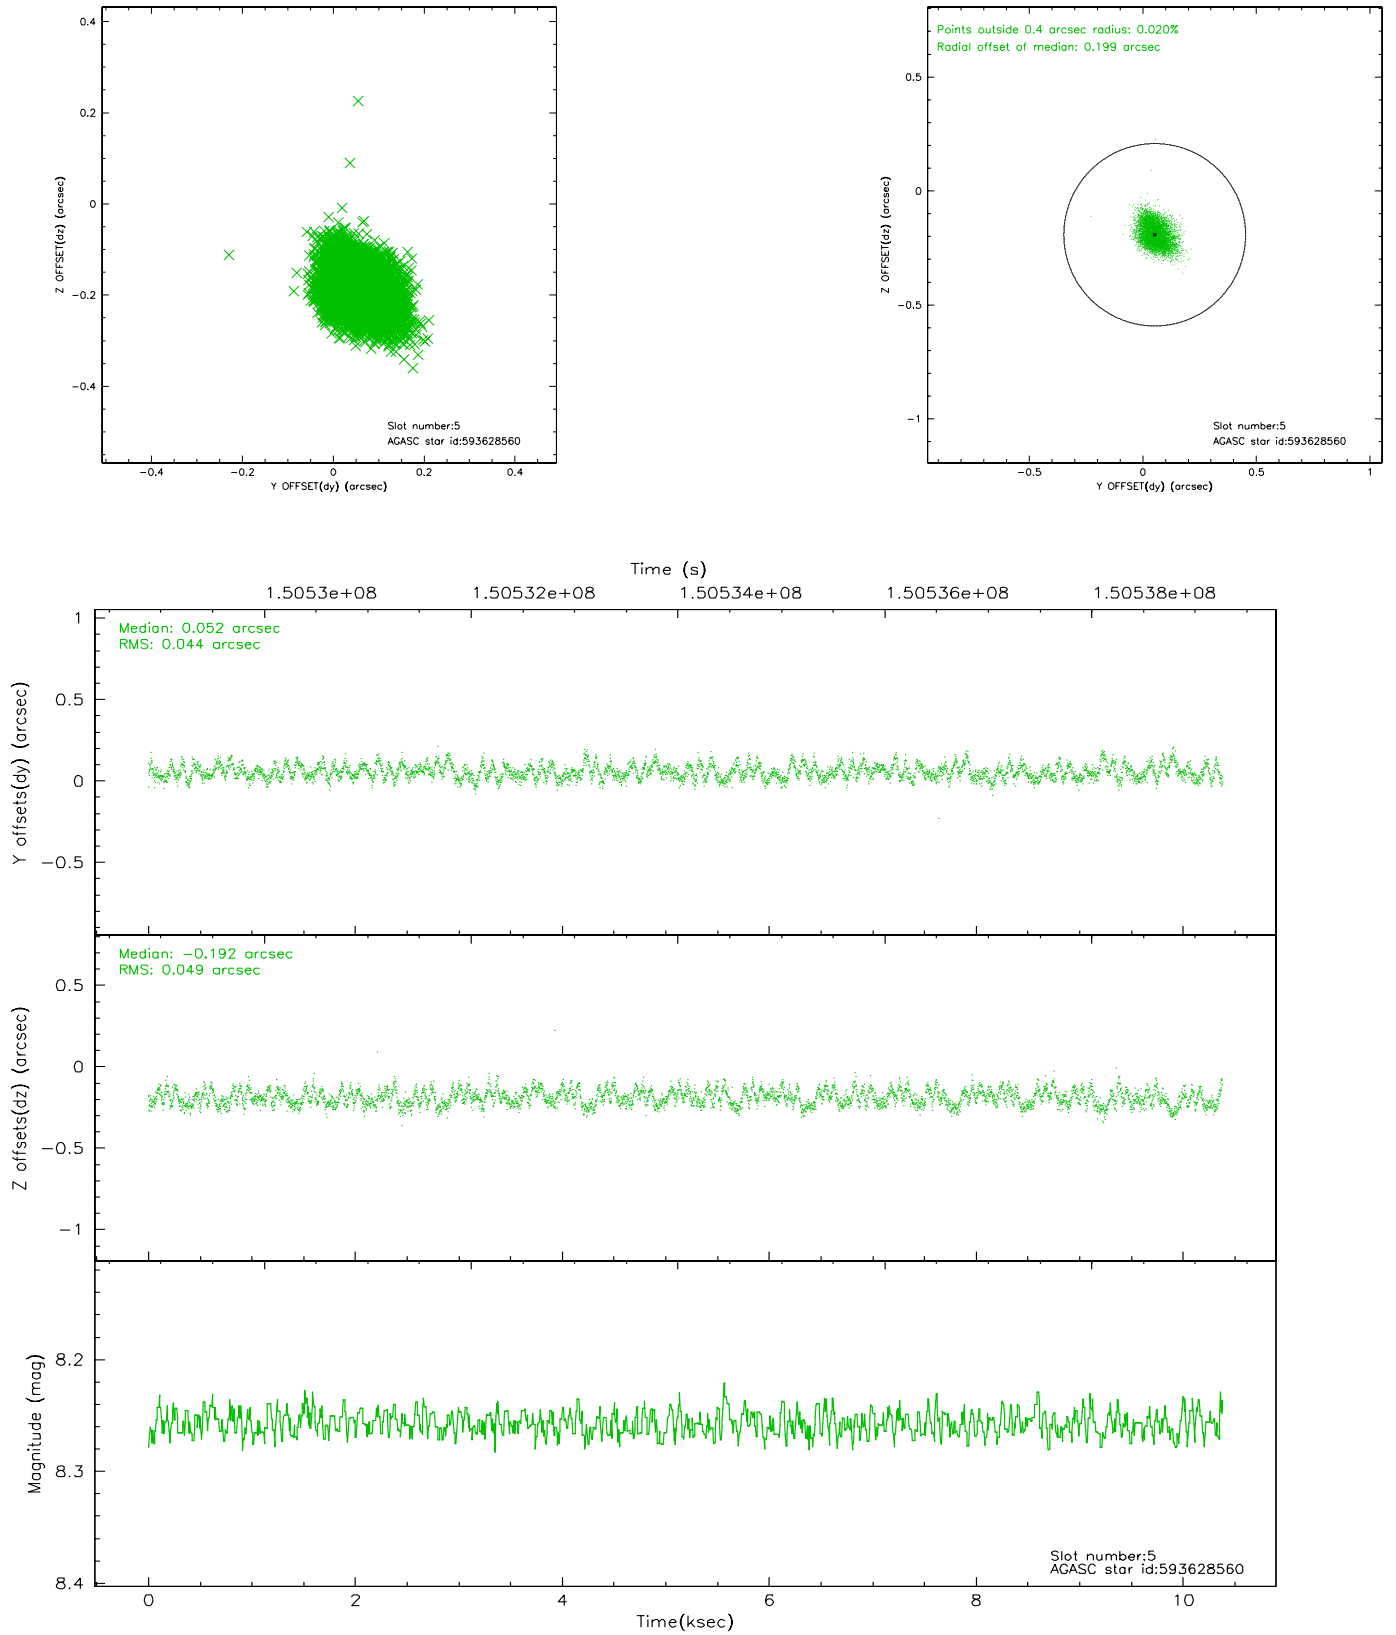 0.4
0.2
0
−0.2
−0.4
Z OFFSET(dz) (arcsec)
−0.4 −0.2 0 0.2 0.4
Y OFFSET(dy) (arcsec)
Slot number:5
AGASC star id:593628560
Points outside 0.4 arcsec radius: 0.020%
Radial offset of median: 0.199 arcsec
0.5
0
−0.5
−1
Z OFFSET(dz) (arcsec)
−0.5 0 0.5 1
Y OFFSET(dy) (arcsec)
Slot number:5
AGASC star id:593628560
Time (s)
1.5053e+08 1.50532e+08 1.50534e+08 1.50536e+08 1.50538e+08
Median: 0.052 arcsec
RMS: 0.044 arcsec
1
0.5
0
−0.5
Y offsets(dy) (arcsec)
Median: −0.192 arcsec
RMS: 0.049 arcsec
0.5
0
−0.5
−1
Z offsets(dz) (arcsec)
8.2
8.3
8.4
Magnitude (mag)
Slot number:5
AGASC star id:593628560
0 2 4 6 8 10
Time(ksec)